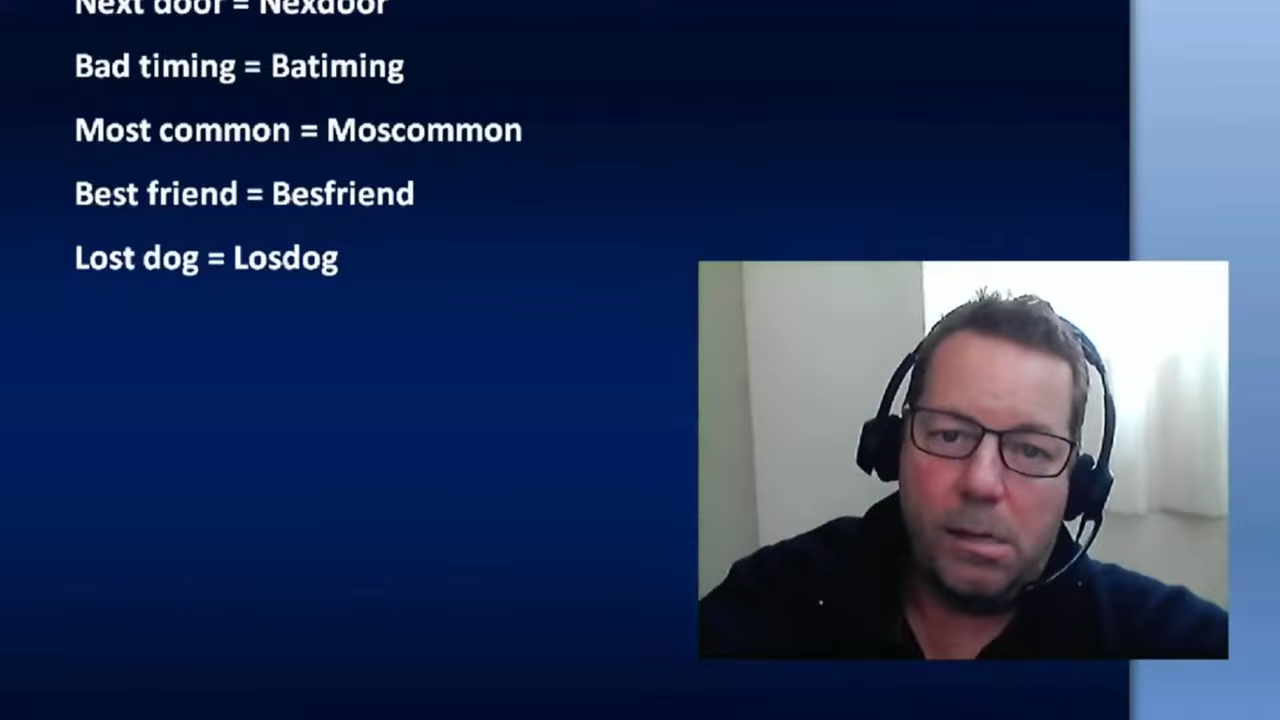 Next door = Nexdoor
Bad timing = Batiming
Most common = Moscommon
Best friend = Besfriend
Lost dog = Losdog